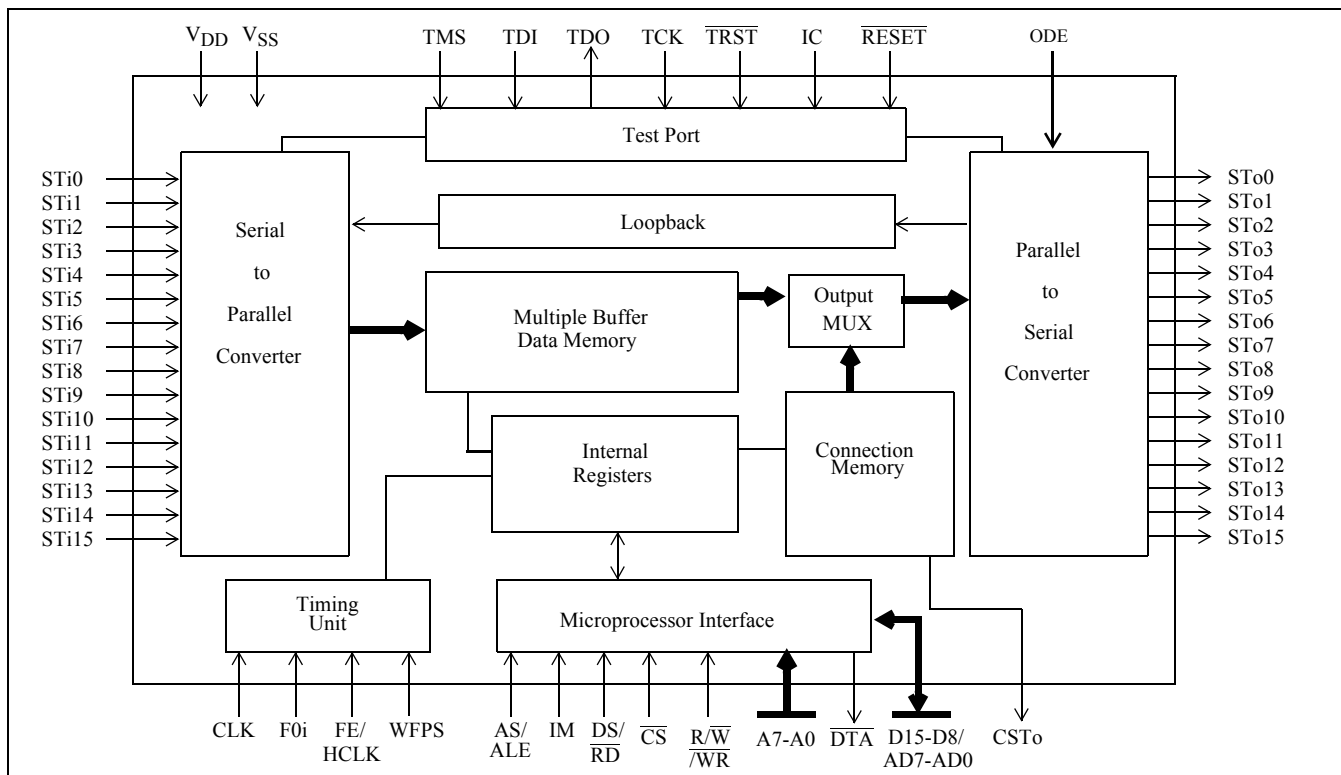 VDD VSS TMS TDI TDO TCK TRST IC RESET ODE
Test Port
STi0
STi1
STi2
STi3
STi4
STi5
STi6
STi7
STi8
STi9
STi10
STi11
STi12
STi13
STi14
STi15
Serial
to
Parallel
Converter
Loopback
Multiple Buffer
Data Memory
Output
MUX
Internal
Registers
Connection
Memory
Parallel
to
Serial
Converter
STo0
STo1
STo2
STo3
STo4
STo5
STo6
STo7
STo8
STo9
STo10
STo11
STo12
STo13
STo14
STo15
Timing
Unit
Microprocessor Interface
CLK
F0i
FE/
HCLK
WFPS
AS/
ALE
IM
DS/
RD
CS
R/W
/WR
A7-A0
DTA
D15-D8/
AD7-AD0
CSTo